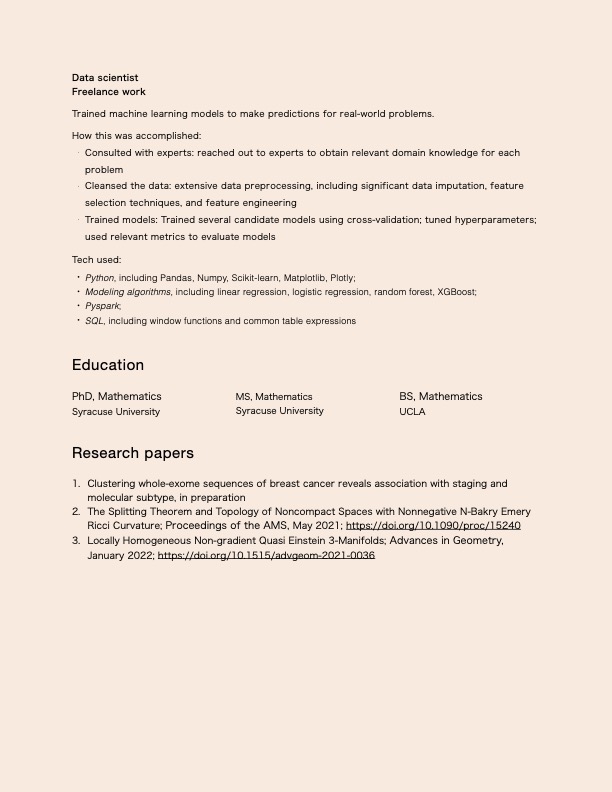 Data scientist
Freelance work
Trained machine learning models to make predictions for real-world problems.
How this was accomplished:
· Consulted with experts: reached out to experts to obtain relevant domain knowledge for each
problem
· Cleansed the data: extensive data preprocessing, including significant data imputation, feature
selection techniques, and feature engineering
· Trained models: Trained several candidate models using cross-validation; tuned hyperparameters;
used relevant metrics to evaluate models
Tech used:
• Python, including Pandas, Numpy, Scikit-learn, Matplotlib, Plotly;
• Modeling algorithms, including linear regression, logistic regression, random forest, XGBoost;
• Pyspark;
• SQL, including window functions and common table expressions
Education
PhD, Mathematics
Syracuse University
MS, Mathematics
Syracuse University
BS, Mathematics
UCLA
Research papers
1. Clustering whole-exome sequences of breast cancer reveals association with staging and
molecular subtype, in preparation
2. The Splitting Theorem and Topology of Noncompact Spaces with Nonnegative N-Bakry Emery
Ricci Curvature; Proceedings of the AMS, May 2021; https://doi.org/10.1090/proc/15240
3. Locally Homogeneous Non-gradient Quasi Einstein 3-Manifolds; Advances in Geometry,
January 2022; https://doi.org/10.1515/advgeom-2021-0036